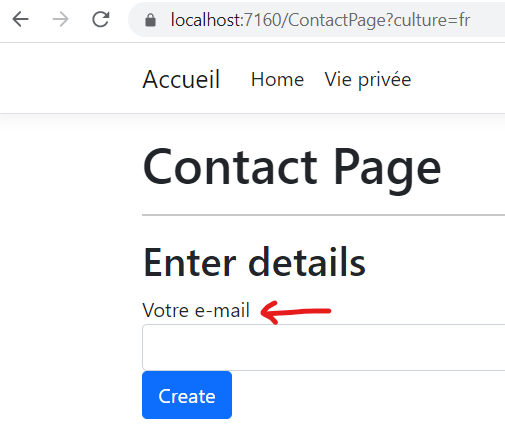 localhost:7160/ContactPage?culture=fr
Accueil Home Vie privée
Contact Page
Enter details
Votre e-mail
Create